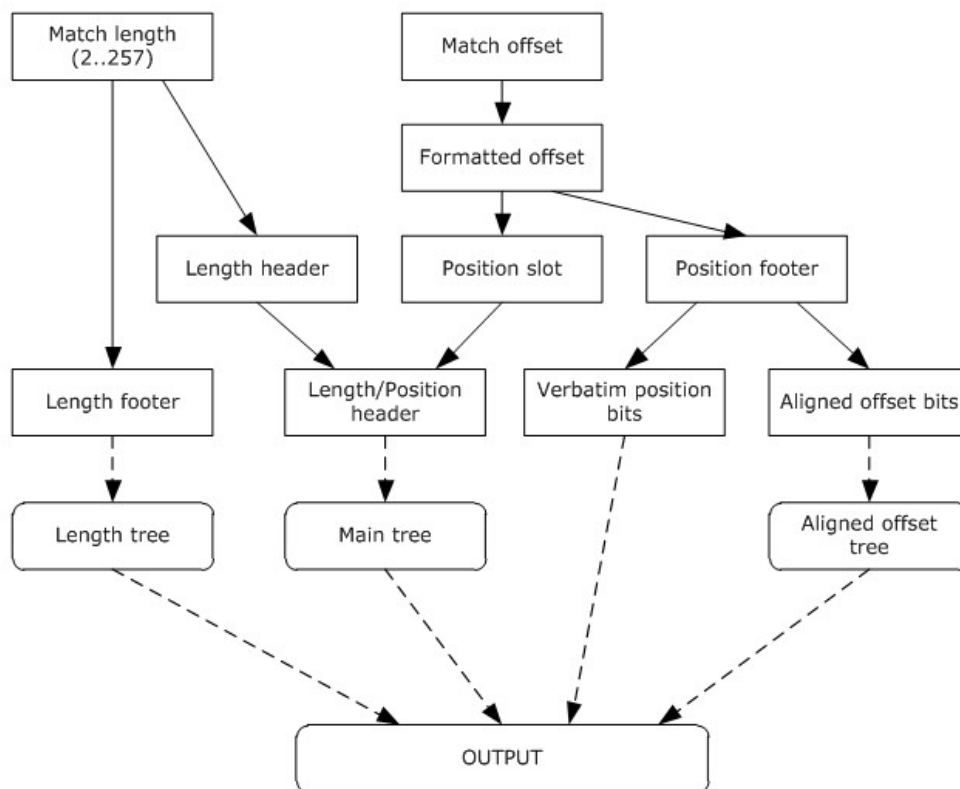 Match length
(2..257)
Match offset
Formatted offset
Length header
Position slot
Position footer
Length footer
Length/Position
header
Verbatim position
bits
Aligned offset bits
Length tree
Main tree
Aligned offset
tree
OUTPUT